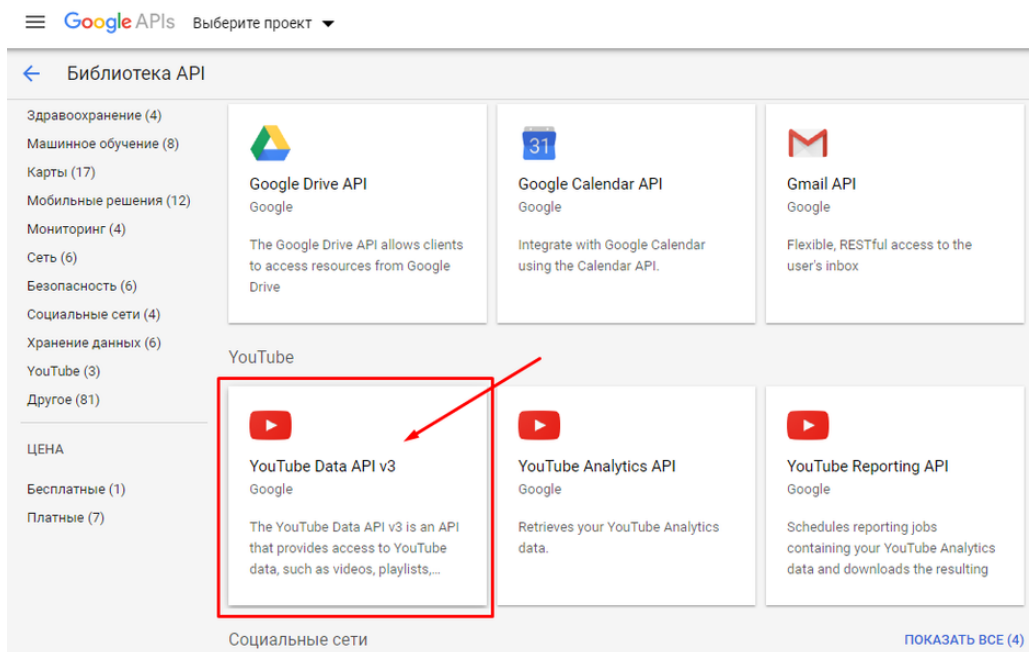 Google APIs Выберите проект
Библиотека API
Здравоохранение (4)
Машинное обучение (8)
Карты (17)
Мобильные решения (12)
Мониторинг (4)
Сеть (6)
Безопасность (6)
Социальные сети (4)
Хранение данных (6)
YouTube (3)
Другое (81)
ЦЕНА
Бесплатные (1)
Платные (7)
Google Drive API
Google
The Google Drive API allows clients
to access resources from Google
Drive
31
Google Calendar API
Google
Integrate with Google Calendar
using the Calendar API.
Gmail API
Google
Flexible, RESTful access to the
user's inbox
YouTube
YouTube Data API v3
Google
The YouTube Data API v3 is an API
that provides access to YouTube
data, such as videos, playlists,...
YouTube Analytics API
Google
Retrieves your YouTube Analytics
data.
YouTube Reporting API
Google
Schedules reporting jobs
containing your YouTube Analytics
data and downloads the resulting
Социальные сети
ПОКАЗАТЬ ВСЕ (4)